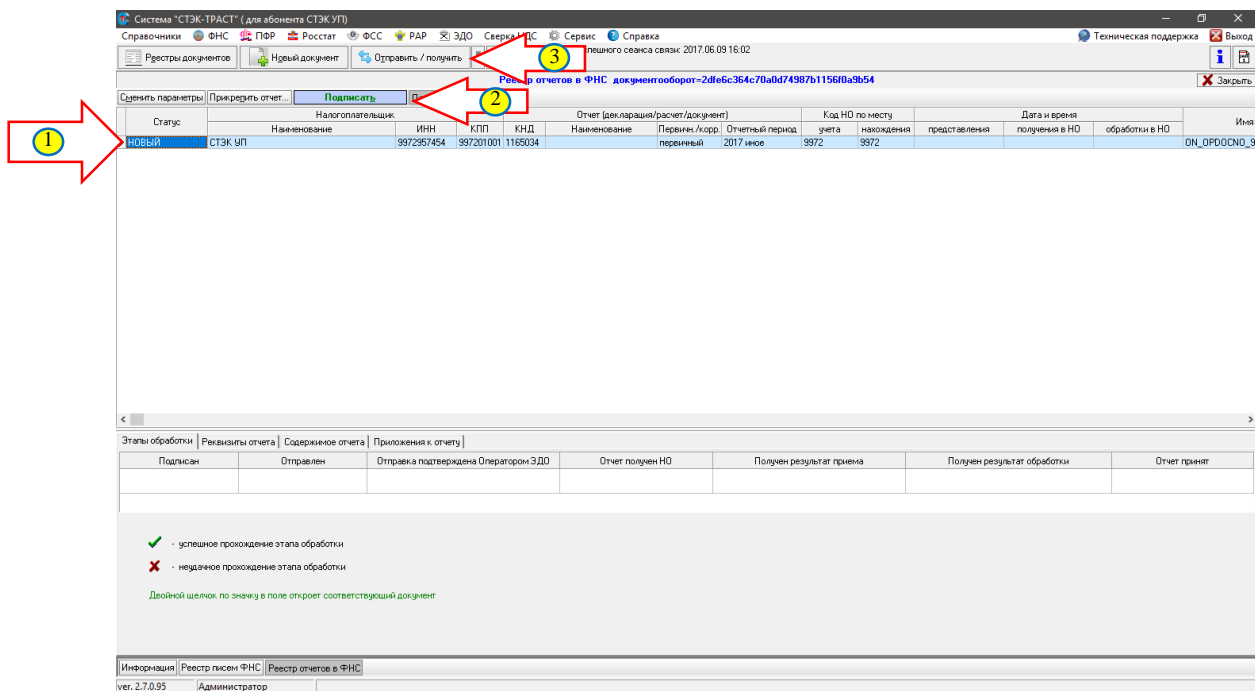 Система "СТЭК-ТРАСТ" ( для абонента СТЭК УП)
Справочники ФНС ПФР Росстат ФСС РАР ЭДО Сверка НДС Сервис Справка Техническая поддержка Выход
Реестры документов Новый документ Отправить / получить 3 пешного сеанса связи: 2017.06.09 16:02
Реестр отчетов в ФНС документооборот=2dfe6c364c70a0d74987b1156f0a9b54 Закрыть
Сменить параметры Прикрепить отчет... Подписать 2
Статус Налогоплательщик Отчет (декларация/расчет/документ) Код НО по месту Дата и время Имя
Наименование ИНН КПП КНД Наименование Первичн./корр. Отчетный период учета нахождения представления получения в НО обработки в НО
1 НОВЫЙ СТЭК УП 9972957454 997201001 1165034 первичный 2017 иное 9972 9972 ON_OPDOCNO_9
Этапы обработки Реквизиты отчета Содержимое отчета Приложения к отчету
Подписан Отправлен Отправка подтверждена Оператором ЭДО Отчет получен НО Получен результат приема Получен результат обработки Отчет принят
- успешное прохождение этапа обработки
- неудачное прохождение этапа обработки
Двойной щелчок по значку в поле откроет соответствующий документ
Информация Реестр писем ФНС Реестр отчетов в ФНС
ver. 2.7.0.95 Администратор